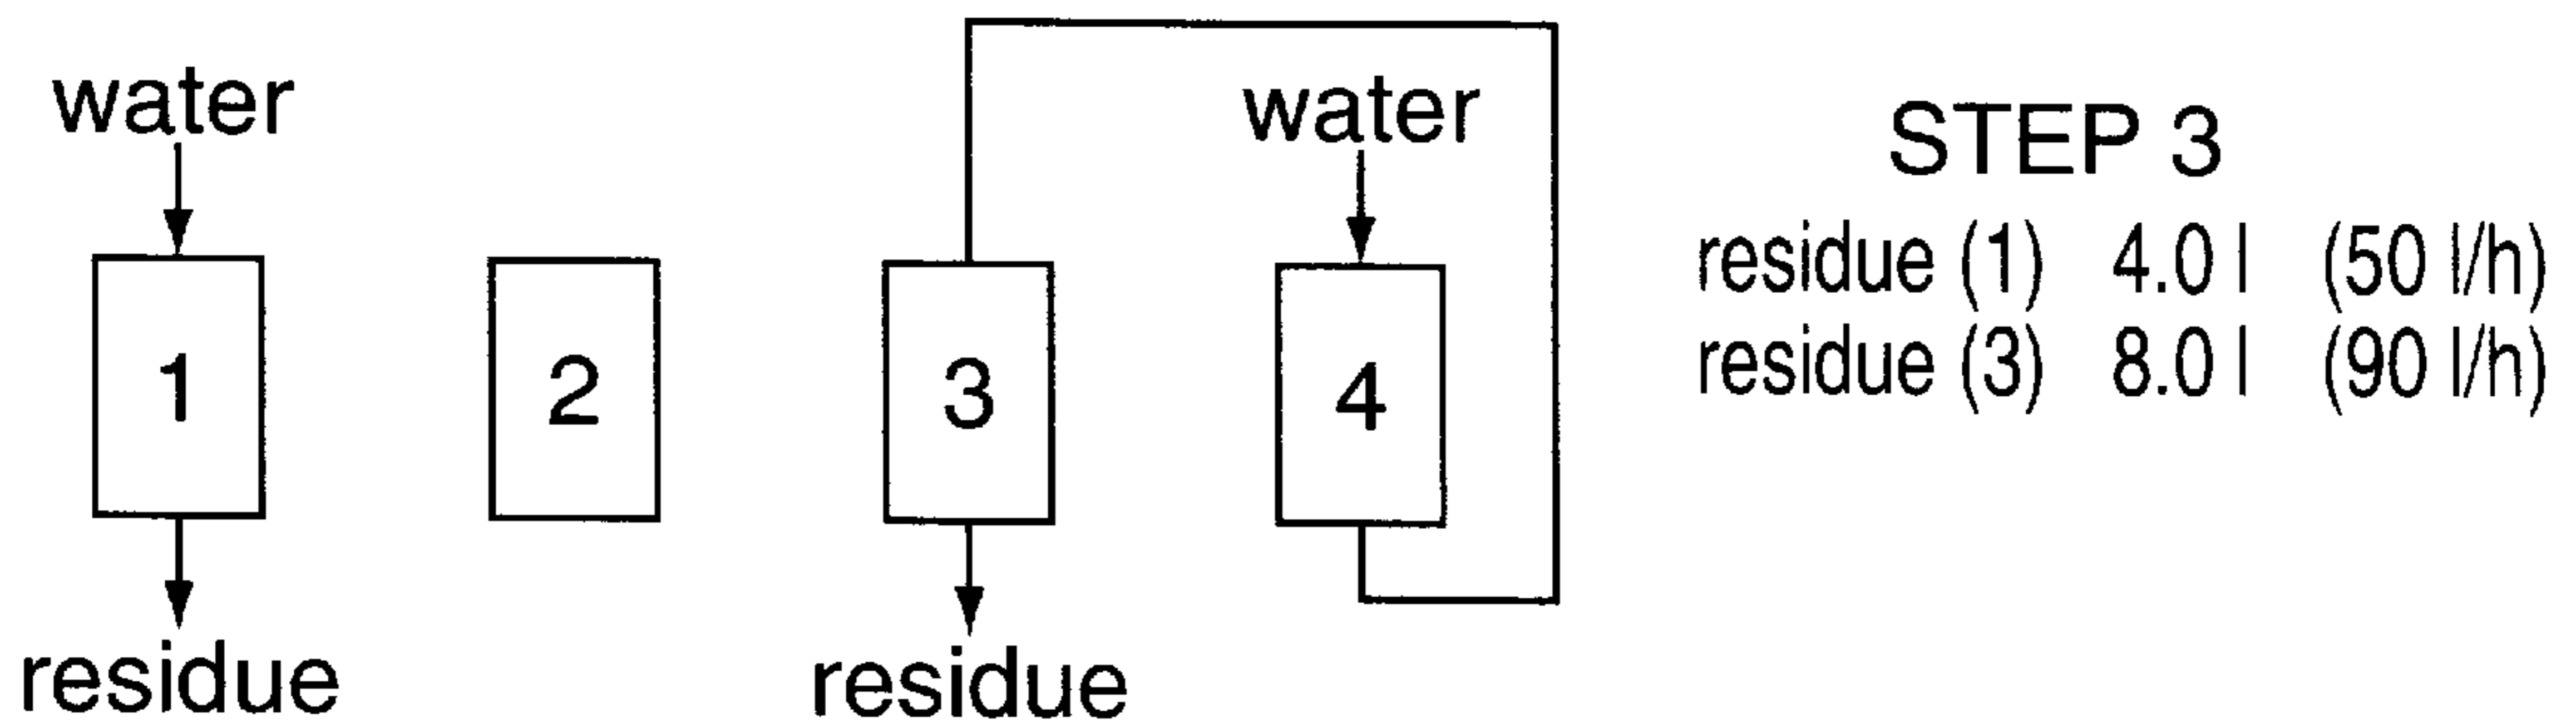 water
water
STEP 3
residue (1) 4.0 l (50 l/h)
residue (3) 8.0 l (90 l/h)
1
2
3
4
residue
residue